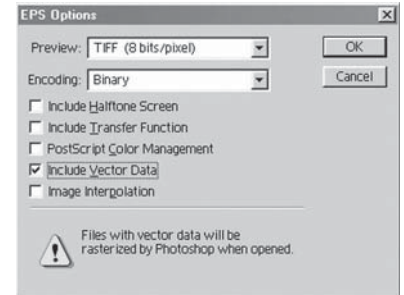 EPS Options
Preview: TIFF (8 bits/pixel)
OK
Encoding: Binary
Cancel
Include Halftone Screen
Include Transfer Function
PostScript Color Management
Include Vector Data
Image Interpolation
Files with vector data will be
rasterized by Photoshop when opened.